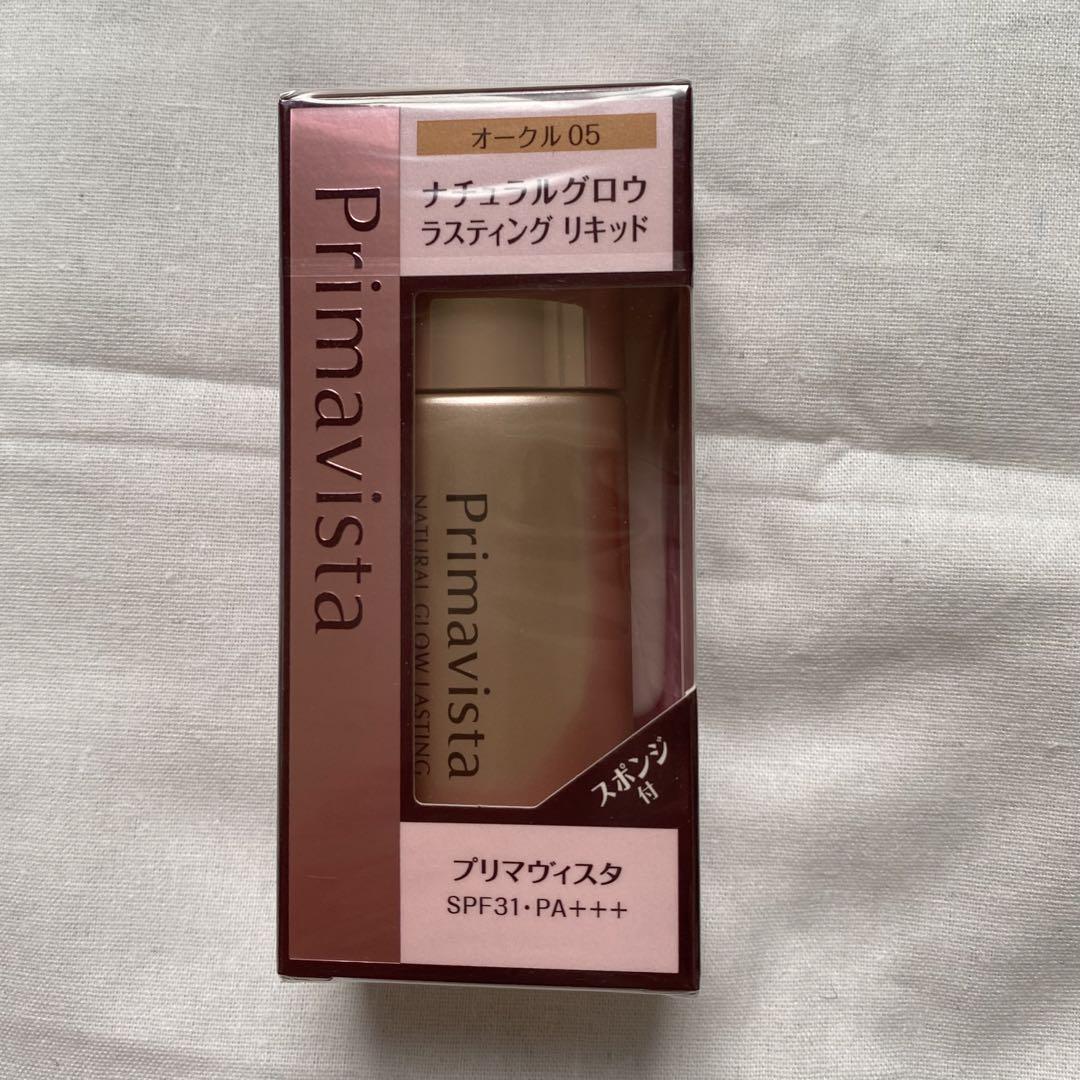 Primavista
オークル 05
ナチュラルグロウ
ラスティング リキッド
Primavista
NATURAL GLOW LASTING
スポンジ
付
プリマヴィスタ
SPF31・PA+++